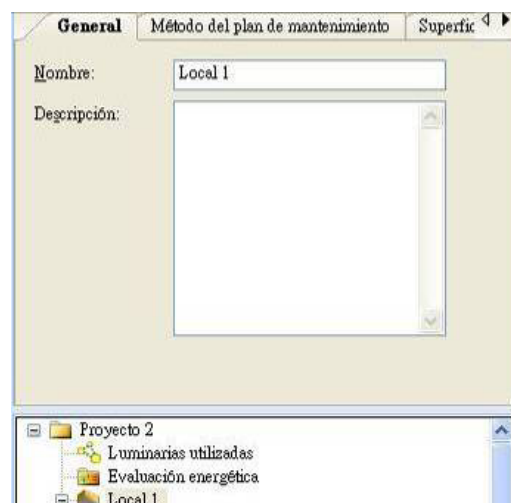 General Método del plan de mantenimiento Superfic
Nombre: Local 1
Descripción:
Proyecto 2
Luminarias utilizadas
Evaluación energética
Local 1